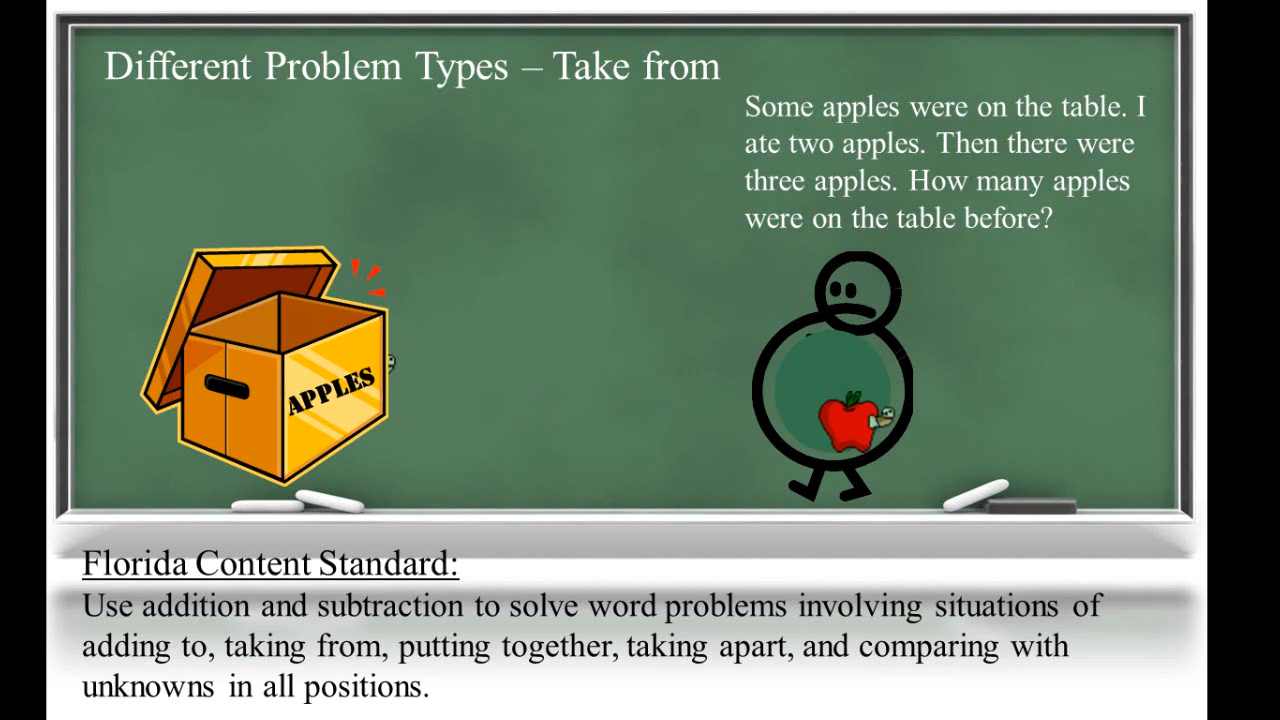 Different Problem Types – Take from
Some apples were on the table. I
ate two apples. Then there were
three apples. How many apples
were on the table before?
APPLES
Florida Content Standard:
Use addition and subtraction to solve word problems involving situations of
adding to, taking from, putting together, taking apart, and comparing with
unknowns in all positions.